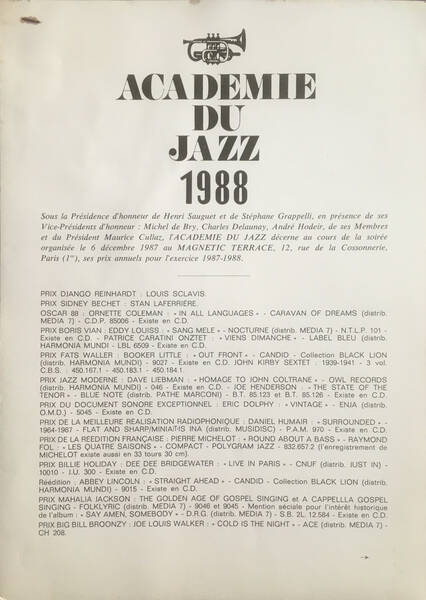 ACADEMIE
DU
JAZZ
1988
Sous la Présidence d'honneur de Henri Sauguet et de Stéphane Grappelli, en présence de ses
Vice-Présidents d'honneur : Michel de Bry, Charles Delaunay, André Hodeir, de ses Membres
et du Président Maurice Cullaz, l'ACADEMIE DU JAZZ décerne au cours de la soirée
organisée le 6 décembre 1987 au MAGNETIC TERRACE, 12, rue de la Cossonnerie,
Paris (1er), ses prix annuels pour l'exercice 1987-1988.
PRIX DJANGO REINHARDT : LOUIS SCLAVIS.
PRIX SIDNEY BECHET : STAN LAFERRIERE.
OSCAR 88 : ORNETTE COLEMAN : « IN ALL LANGUAGES » - CARAVAN OF DREAMS (distrib.
MEDIA 7) - C.D.P. 85006 - Existe en C.D.
PRIX BORIS VIAN : EDDY LOUISS : « SANG MELE » - NOCTURNE (distrib. MEDIA 7) - N.T.L.P. 101 -
Existe en C.D. - PATRICE CARATINI ONZTET : « VIENS DIMANCHE » - LABEL BLEU (distrib.
HARMONIA MUNDI - LBL 6509 - Existe en C.D.
PRIX FATS WALLER : BOOKER LITTLE : « OUT FRONT » - CANDID - Collection BLACK LION
(distrib. HARMONIA MUNDI) - 9027 - Existe en C.D. JOHN KIRBY SEXTET : 1939-1941 - 3 vol.
C.B.S. : 450.167.1 - 450.183.1 - 450.184.1.
PRIX JAZZ MODERNE : DAVE LIEBMAN : « HOMAGE TO JOHN COLTRANE » - OWL RECORDS
(distrib. HARMONIA MUNDI) - 046 - Existe en C.D. - JOE HENDERSON : « THE STATE OF THE
TENOR » - BLUE NOTE (distrib. PATHE MARCONI) - B.T. 85.123 et B.T. 85.126 - Existe en C.D.
PRIX DU DOCUMENT SONORE EXCEPTIONNEL : ERIC DOLPHY : « VINTAGE » - ENJA (distrib.
O.M.D.) - 5045 - Existe en C.D.
PRIX DE LA MEILLEURE REALISATION RADIOPHONIQUE : DANIEL HUMAIR : « SURROUNDED » -
1964-1987 - FLAT AND SHARP/MINIATIS INA (distrib. MUSISDISC) - P.A.M. 970 - Existe en C.D.
PRIX DE LA REEDITION FRANÇAISE : PIERRE MICHELOT : « ROUND ABOUT A BASS » - RAYMOND
FOL - « LES QUATRE SAISONS » - COMPACT - POLYGRAM JAZZ - 832.657.2 (l'enregistrement de
MICHELOT existe aussi en 33 tours 30 cm).
PRIX BILLIE HOLIDAY : DEE DEE BRIDGEWATER : « LIVE IN PARIS » - CNUF (distrib. JUST IN) -
10010 - I.U. 300 - Existe en C.D.
Réédition : ABBEY LINCOLN : « STRAIGHT AHEAD » - CANDID - Collection BLACK LION (distrib.
HARMONIA MUNDI) - 9015 - Existe en C.D.
PRIX MAHALIA JACKSON : THE GOLDEN AGE OF GOSPEL SINGING et A CAPPELLLA GOSPEL
SINGING - FOLKLYRIC (distrib. MEDIA 7) - 9046 et 9045 - Mention spéciale pour l'intérêt historique
de l'album : « SAY AMEN, SOMEBODY » - D.R.G. (distrib. MEDIA 7) - S.B. 2L 12.584 - Existe en C.D.
PRIX BIG BILL BROONZY : JOE LOUIS WALKER : « COLD IS THE NIGHT » - ACE (distrib. MEDIA 7) -
CH 208.